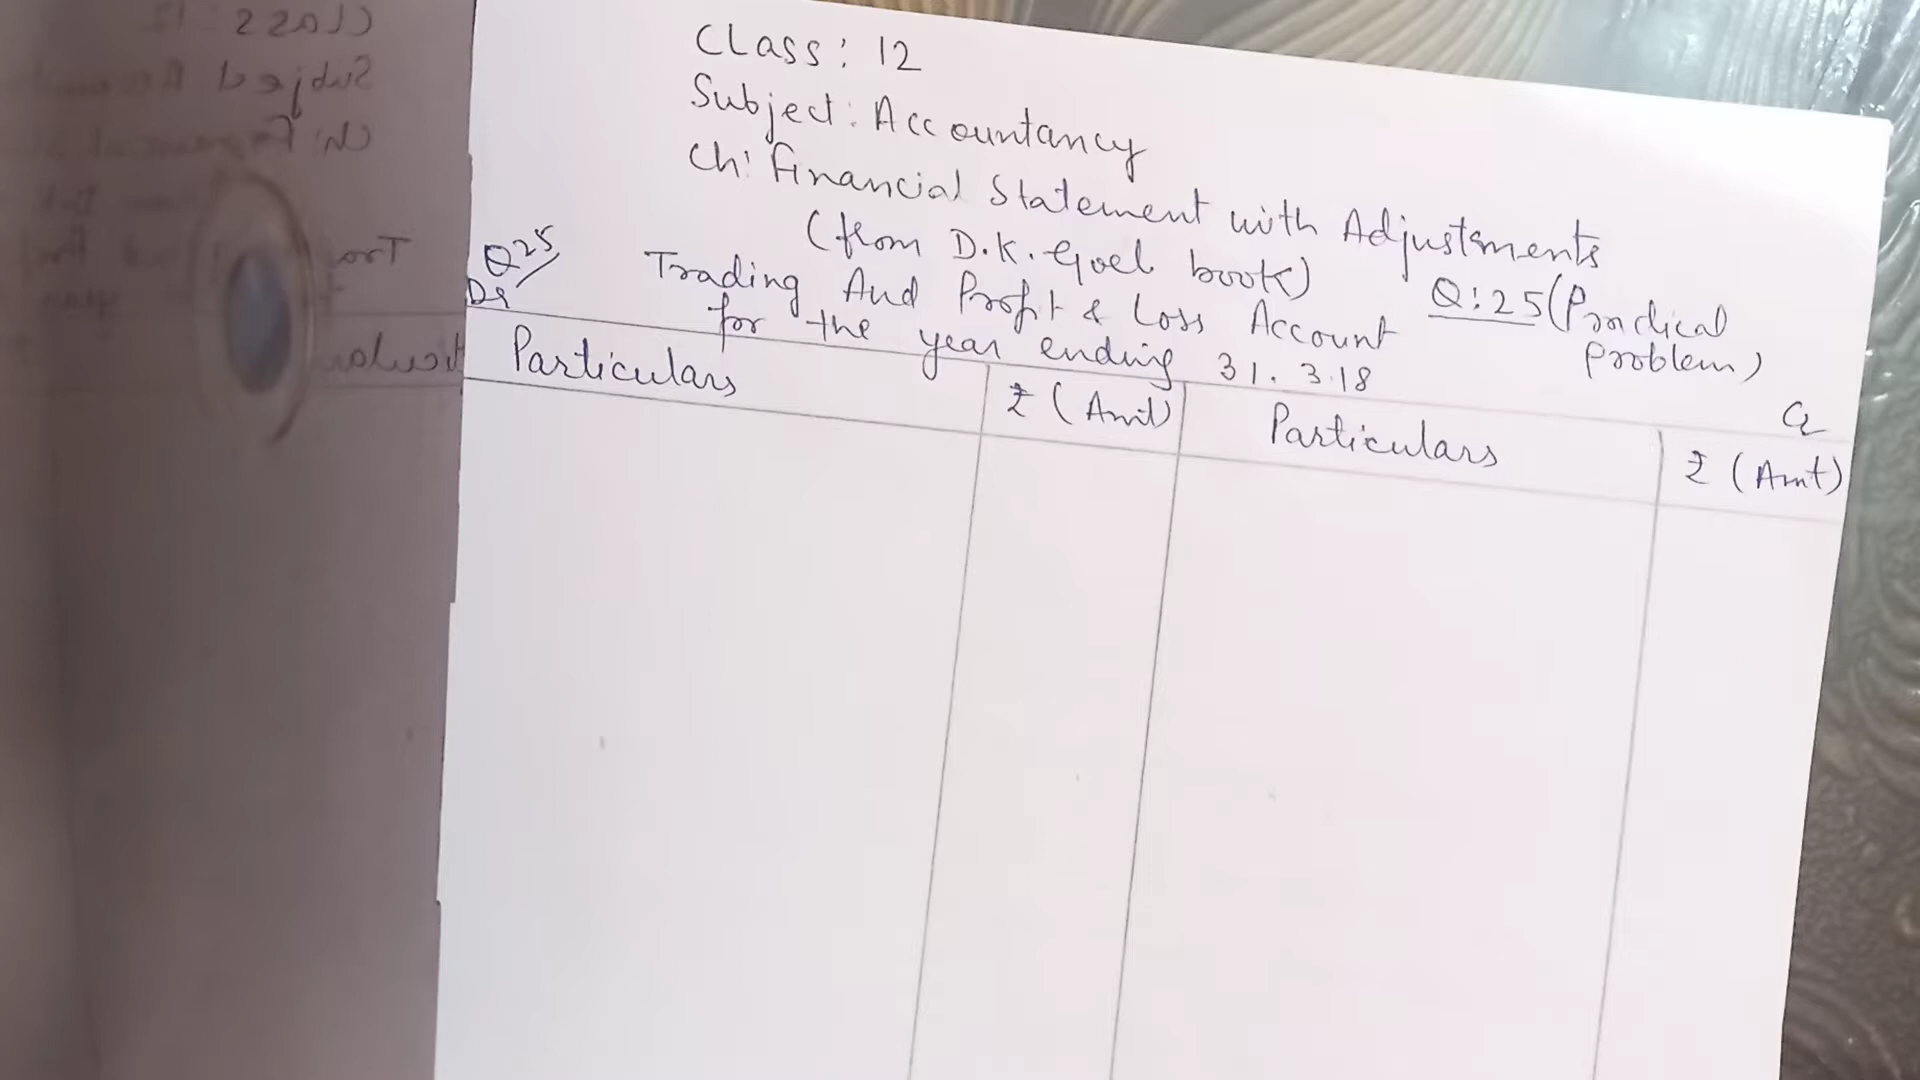 Class: 12
Subject: Accountancy
Ch: Financial Statement with Adjustments
(from D.K. Goel book)
Q:25 (Practical Problem)
Q25
Trading And Profit & Loss Account
for the year ending 31.3.18
Dr
Cr
Particulars ₹ (Amt) Particulars ₹ (Amt)